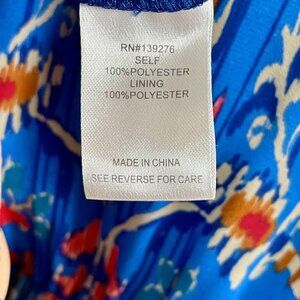 RN#139276
SELF
100%POLYESTER
LINING
100%POLYESTER
MADE IN CHINA
SEE REVERSE FOR CARE